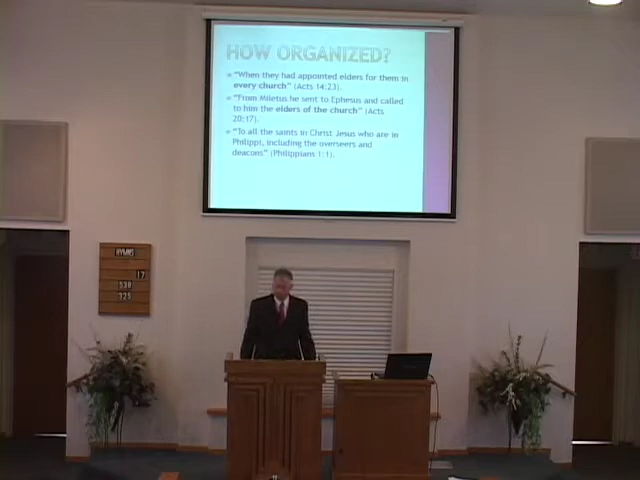 HOW ORGANIZED?
"When they had appointed elders for them in
every church" (Acts 14:23).
"From Miletus he sent to Ephesus and called
to him the elders of the church" (Acts
20:17).
"To all the saints in Christ Jesus who are in
Philippi, including the overseers and
deacons" (Philippians 1:1).
HYMNS
17
538
325